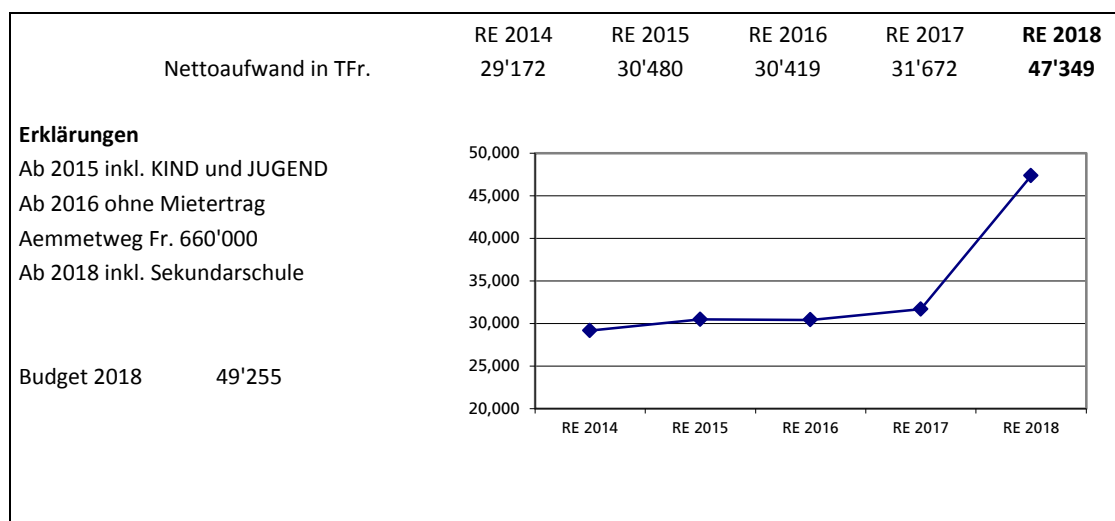 RE 2014 RE 2015 RE 2016 RE 2017 RE 2018
Nettoaufwand in TFr. 29'172 30'480 30'419 31'672 47'349
Erklärungen
Ab 2015 inkl. KIND und JUGEND
Ab 2016 ohne Mietertrag
Aemmetweg Fr. 660'000
Ab 2018 inkl. Sekundarschule
Budget 2018 49'255
50,000
45,000
40,000
35,000
30,000
25,000
20,000
RE 2014 RE 2015 RE 2016 RE 2017 RE 2018